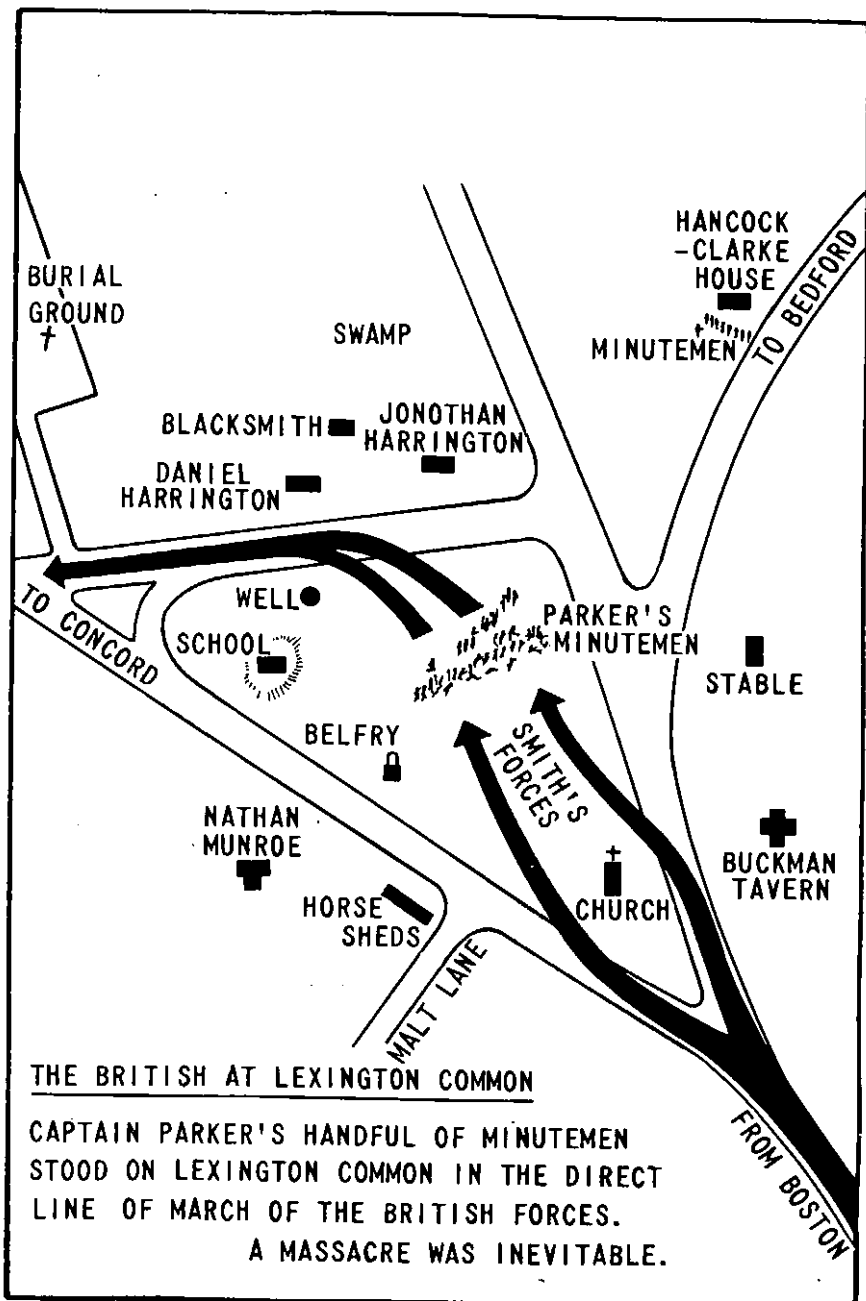 HANCOCK
-CLARKE
HOUSE
BURIAL
GROUND
TO BEDFORD
MINUTEMEN
SWAMP
BLACKSMITH
JONOTHAN
HARRINGTON
DANIEL
HARRINGTON
TO CONCORD
WELL
PARKER'S
MINUTEMEN
SCHOOL
STABLE
BELFRY
SMITH'S
FORCES
NATHAN
MUNROE
BUCKMAN
TAVERN
HORSE
SHEDS
CHURCH
MALT LANE
FROM BOSTON
THE BRITISH AT LEXINGTON COMMON
CAPTAIN PARKER'S HANDFUL OF MINUTEMEN
STOOD ON LEXINGTON COMMON IN THE DIRECT
LINE OF MARCH OF THE BRITISH FORCES.
A MASSACRE WAS INEVITABLE.